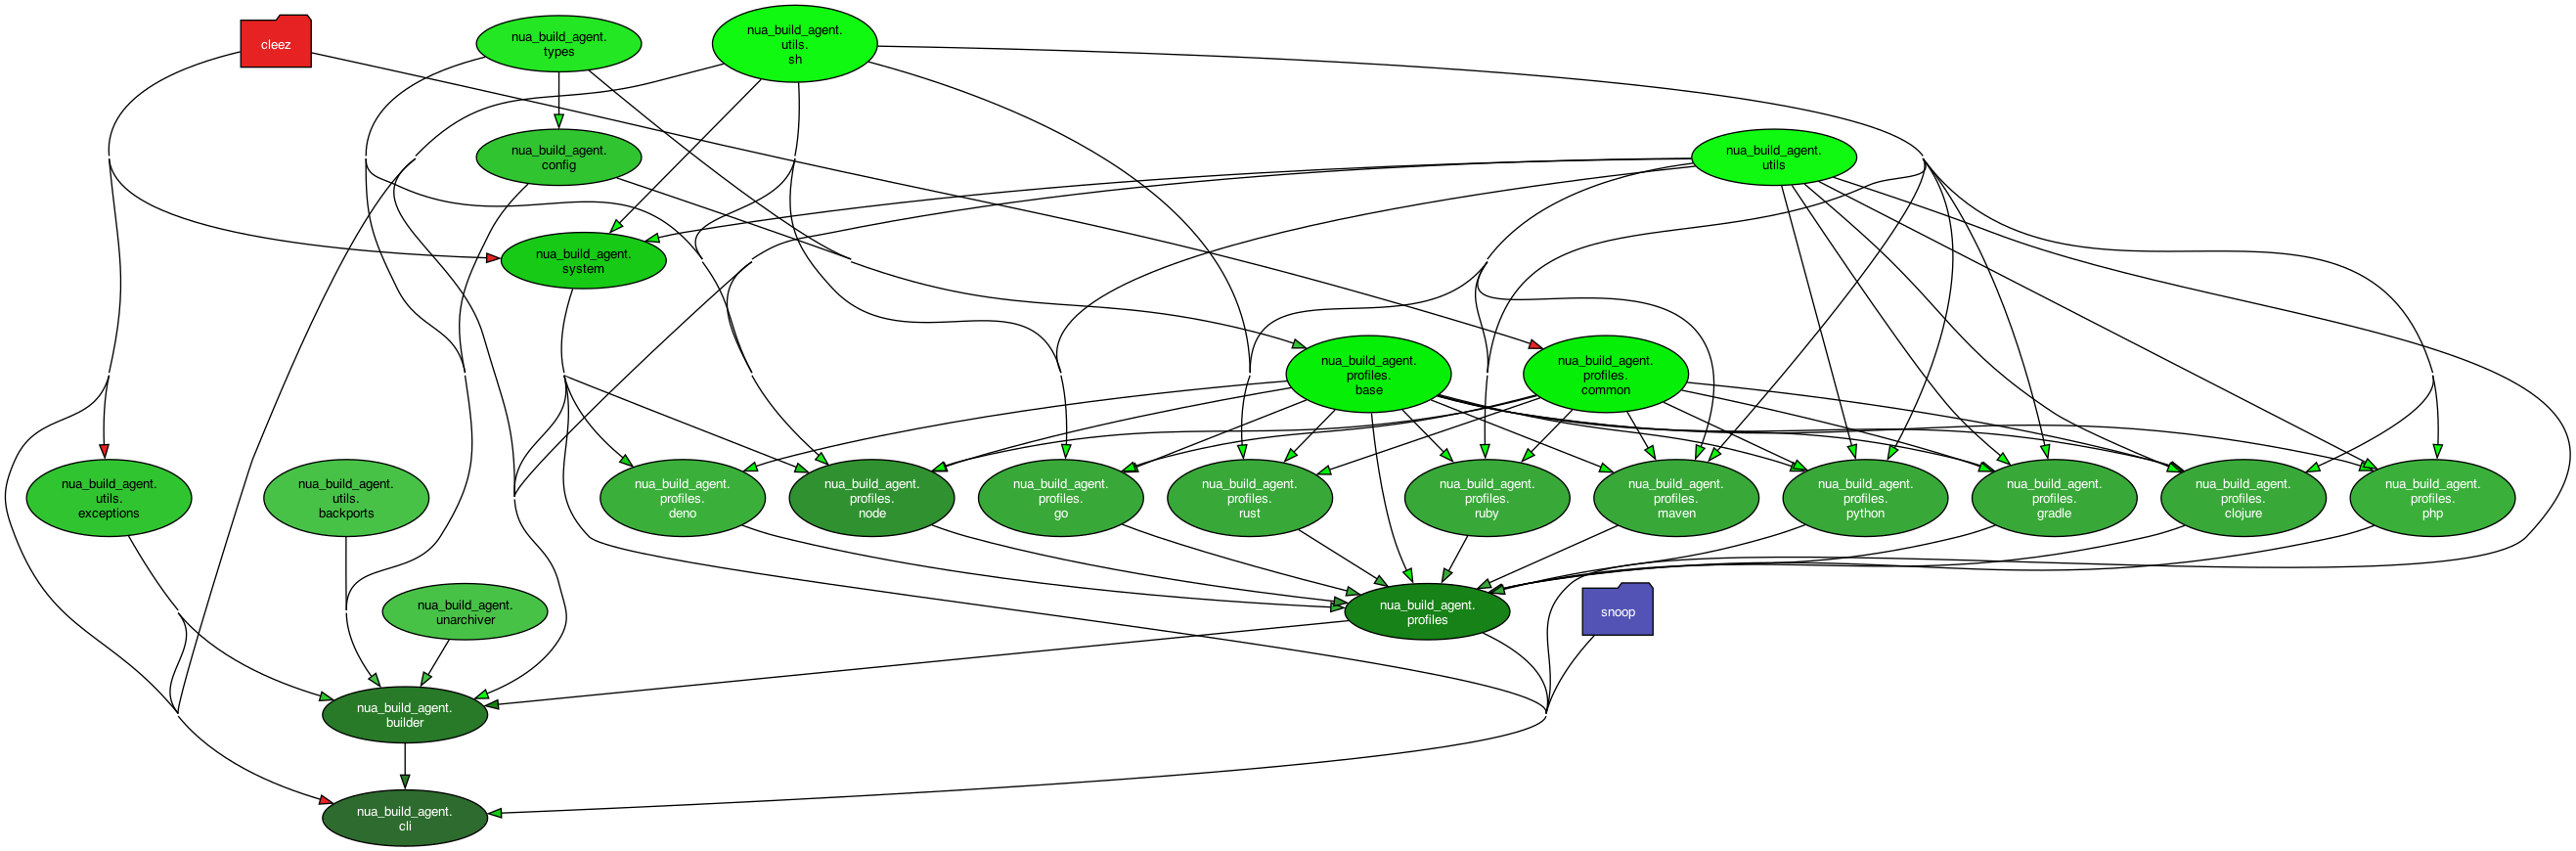 cleez
nua_build_agent.
types
nua_build_agent.
utils.
sh
nua_build_agent.
config
nua_build_agent.
utils
nua_build_agent.
system
nua_build_agent.
profiles.
base
nua_build_agent.
profiles.
common
nua_build_agent.
utils.
exceptions
nua_build_agent.
utils.
backports
nua_build_agent.
profiles.
deno
nua_build_agent.
profiles.
node
nua_build_agent.
profiles.
go
nua_build_agent.
profiles.
rust
nua_build_agent.
profiles.
ruby
nua_build_agent.
profiles.
maven
nua_build_agent.
profiles.
python
nua_build_agent.
profiles.
gradle
nua_build_agent.
profiles.
clojure
nua_build_agent.
profiles.
php
nua_build_agent.
unarchiver
nua_build_agent.
profiles
snoop
nua_build_agent.
builder
nua_build_agent.
cli